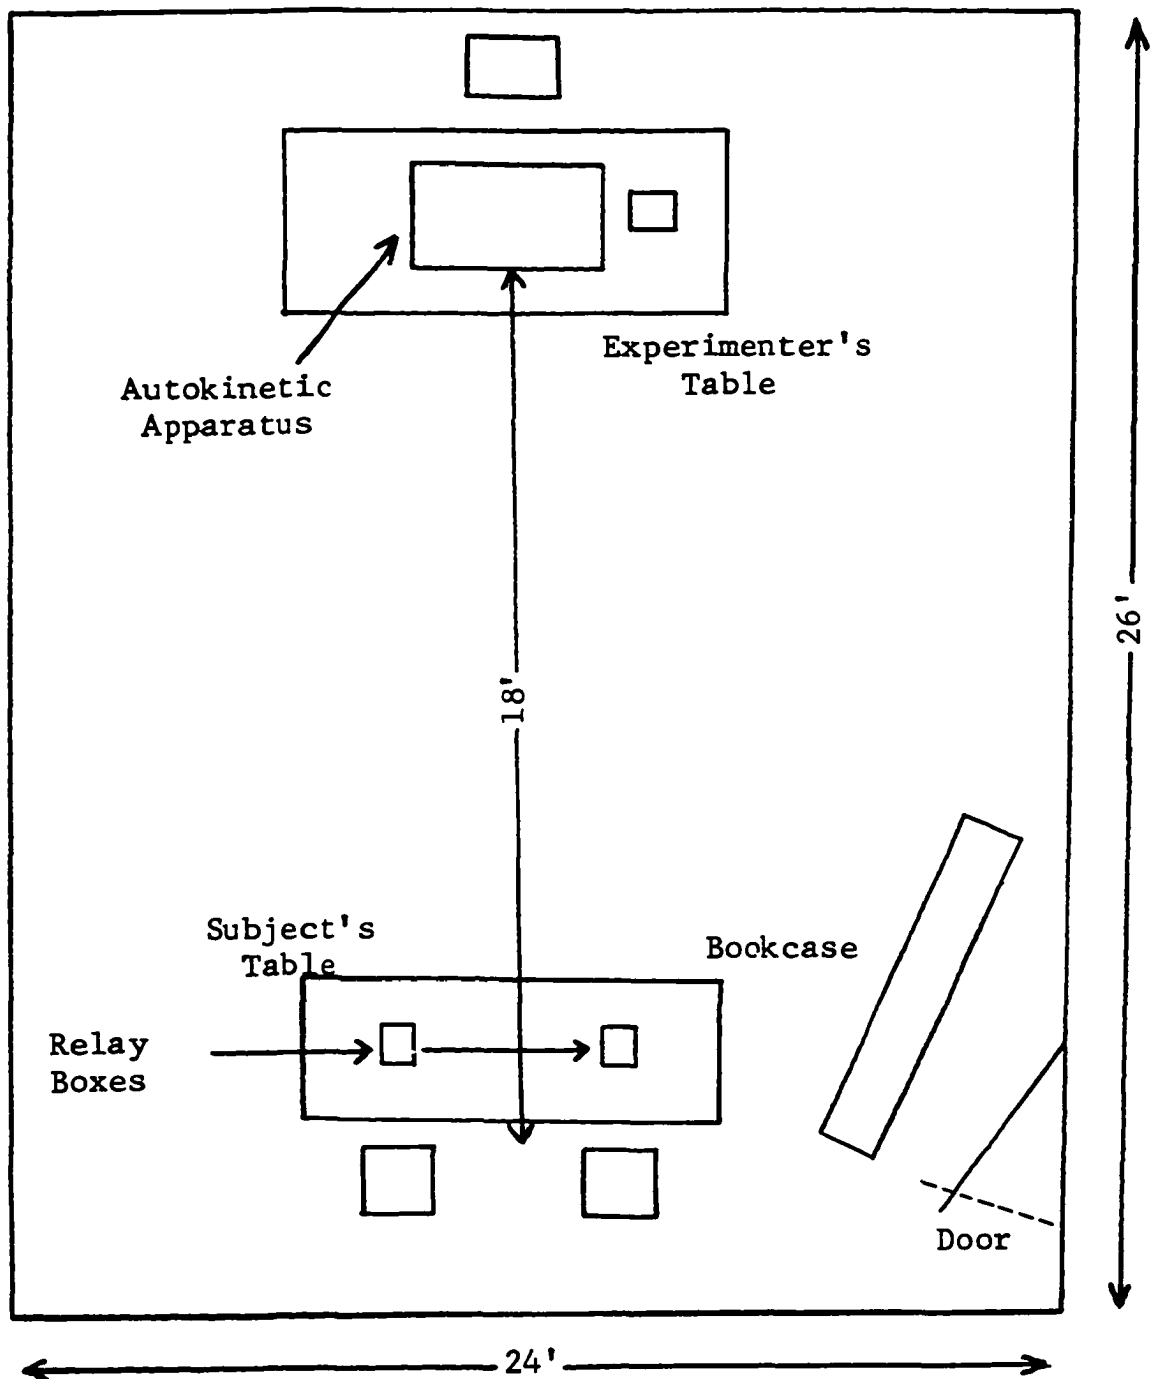 Experimenter's
Table
Autokinetic
Apparatus
26'
18'
Subject's
Table
Bookcase
Relay
Boxes
Door
24'